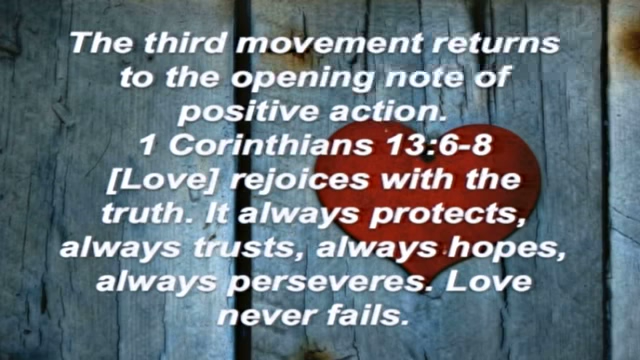 The third movement returns
to the opening note of
positive action.
1 Corinthians 13:6-8
[Love] rejoices with the
truth. It always protects,
always trusts, always hopes,
always perseveres. Love
never fails.